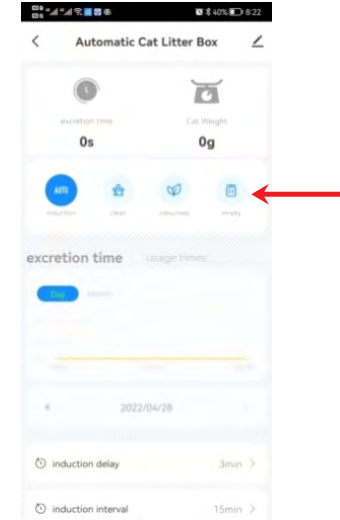 40% 8:22
Automatic Cat Litter Box
excretion time Cat Weight
0s 0g
AUTO
induction clean odourless empty
excretion time usage times
Day
2022/04/28
induction delay 3min
induction interval 15min